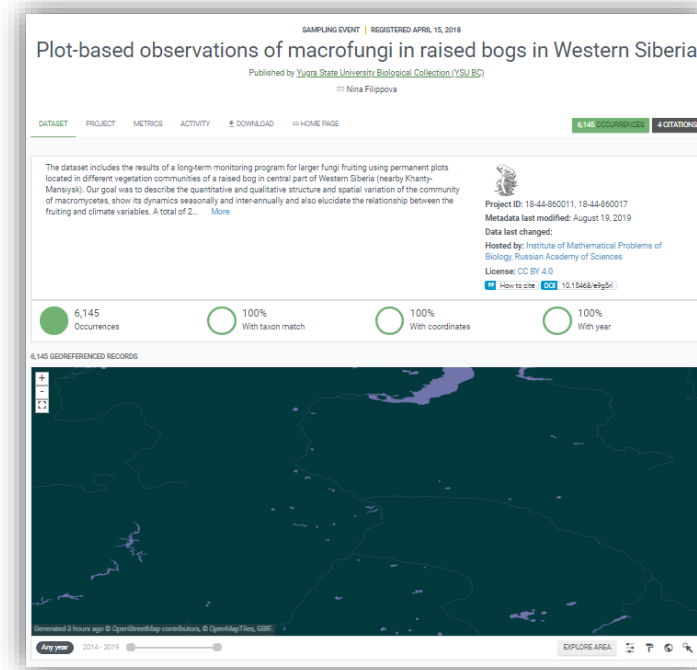 SAMPLING EVENT | REGISTERED APRIL 15, 2018
Plot-based observations of macrofungi in raised bogs in Western Siberia
Published by Yugra State University Biological Collection (YSU BC)
Nina Filippova
DATASET PROJECT METRICS ACTIVITY DOWNLOAD HOME PAGE 6,145 OCCURRENCES 4 CITATIONS
The dataset includes the results of a long-term monitoring program for larger fungi fruiting using permanent plots
located in different vegetation communities of a raised bog in central part of Western Siberia (nearby Khanty-
Mansiysk). Our goal was to describe the quantitative and qualitative structure and spatial variation of the community
of macromycetes, show its dynamics seasonally and inter-annually and also elucidate the relationship between the
fruiting and climate variables. A total of 2... More
Project ID: 18-44-860011, 18-44-860017
Metadata last modified: August 19, 2019
Data last changed:
Hosted by: Institute of Mathematical Problems of
Biology, Russian Academy of Sciences
License: CC BY 4.0
How to cite DOI 10.15468/e9g5ri
6,145
Occurrences
100%
With taxon match
100%
With coordinates
100%
With year
6,145 GEOREFERENCED RECORDS
+
-
Generated 3 hours ago © OpenStreetMap contributors, © OpenMapTiles, GBIF.
Any year 2014 - 2019 EXPLORE AREA